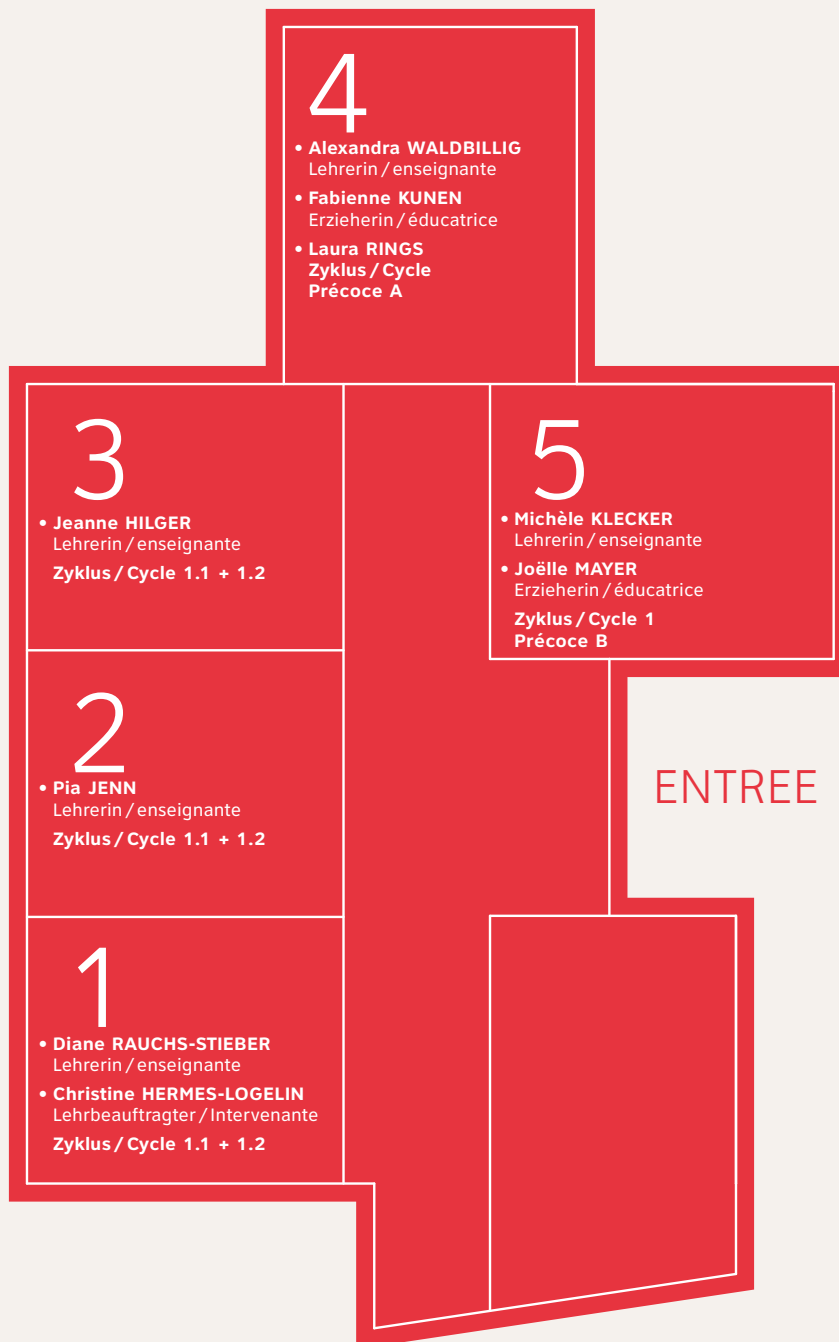 4
• Alexandra WALDBILLIG
Lehrerin / enseignante
• Fabienne KUNEN
Erzieherin / éducatrice
• Laura RINGS
Zyklus / Cycle
Précoce A
3
• Jeanne HILGER
Lehrerin / enseignante
Zyklus / Cycle 1.1 + 1.2
5
• Michèle KLECKER
Lehrerin / enseignante
• Joëlle MAYER
Erzieherin / éducatrice
Zyklus / Cycle 1
Précoce B
2
• Pia JENN
Lehrerin / enseignante
Zyklus / Cycle 1.1 + 1.2
ENTREE
1
• Diane RAUCHS-STIEBER
Lehrerin / enseignante
• Christine HERMES-LOGELIN
Lehrbeauftragter / Intervenante
Zyklus / Cycle 1.1 + 1.2